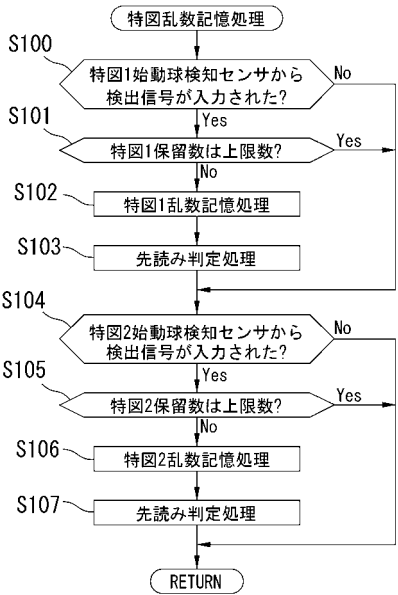 特図乱数記憶処理
S100
特図1始動球検知センサから
検出信号が入力された?
No
Yes
S101
特図1保留数は上限数?
Yes
No
S102
特図1乱数記憶処理
S103
先読み判定処理
S104
特図2始動球検知センサから
検出信号が入力された?
No
Yes
S105
特図2保留数は上限数?
Yes
No
S106
特図2乱数記憶処理
S107
先読み判定処理
RETURN